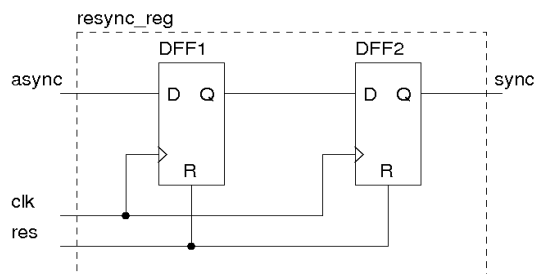 resync_reg
DFF1 DFF2
async sync
D Q D Q
R R
clk
res